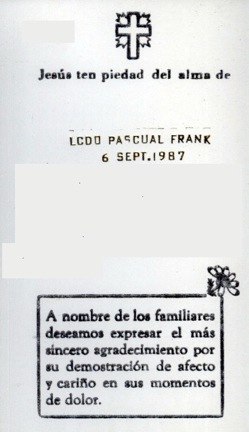 Jesús ten piedad del alma de
LCDO PASCUAL FRANK
6 SEPT.1987
A nombre de los familiares
deseamos expresar el más
sincero agradecimiento por
su demostración de afecto
y cariño en sus momentos
de dolor.